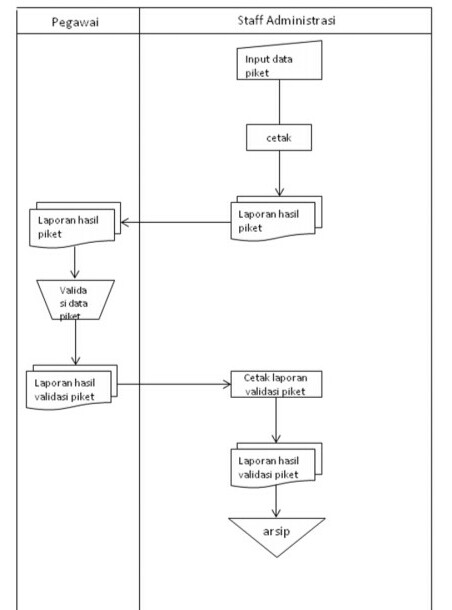 Pegawai
Staff Administrasi
Input data
piket
cetak
Laporan hasil
piket
Laporan hasil
piket
Valida
si data
piket
Laporan hasil
validasi piket
Cetak laporan
validasi piket
Laporan hasil
validasi piket
arsip